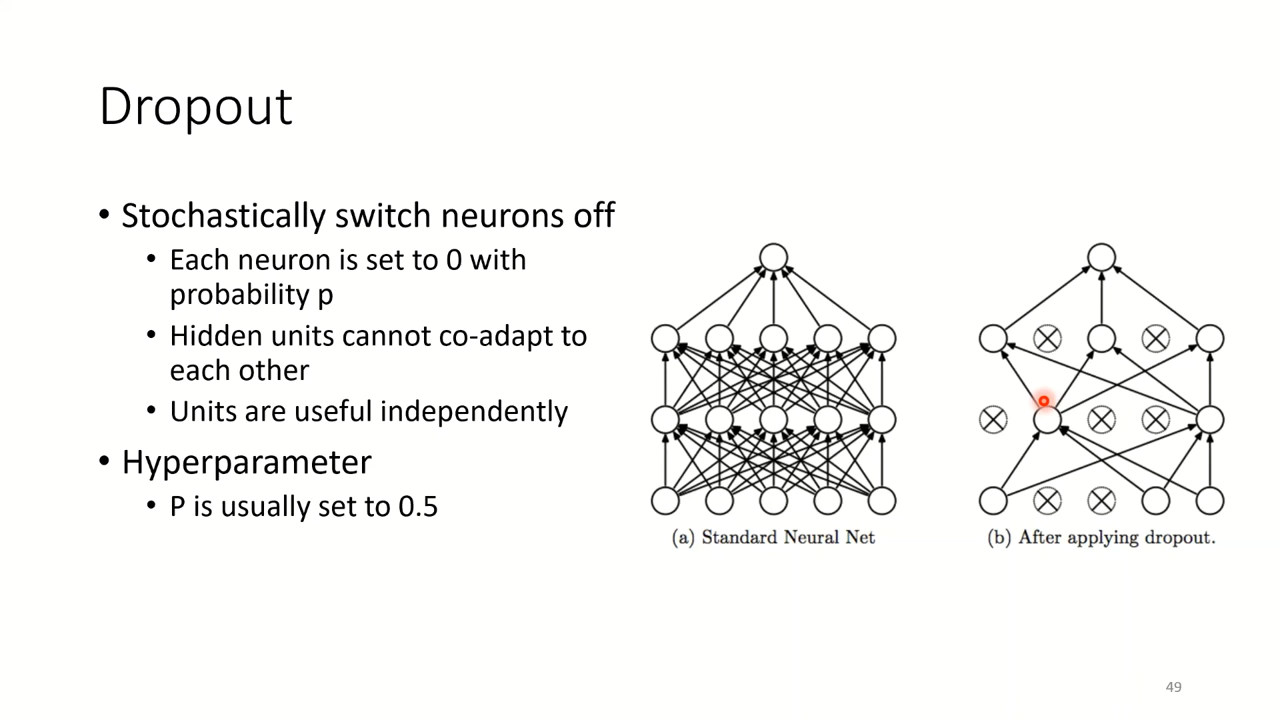 Dropout
• Stochastically switch neurons off
• Each neuron is set to 0 with
probability p
• Hidden units cannot co-adapt to
each other
• Units are useful independently
• Hyperparameter
• P is usually set to 0.5
(a) Standard Neural Net
(b) After applying dropout.
49